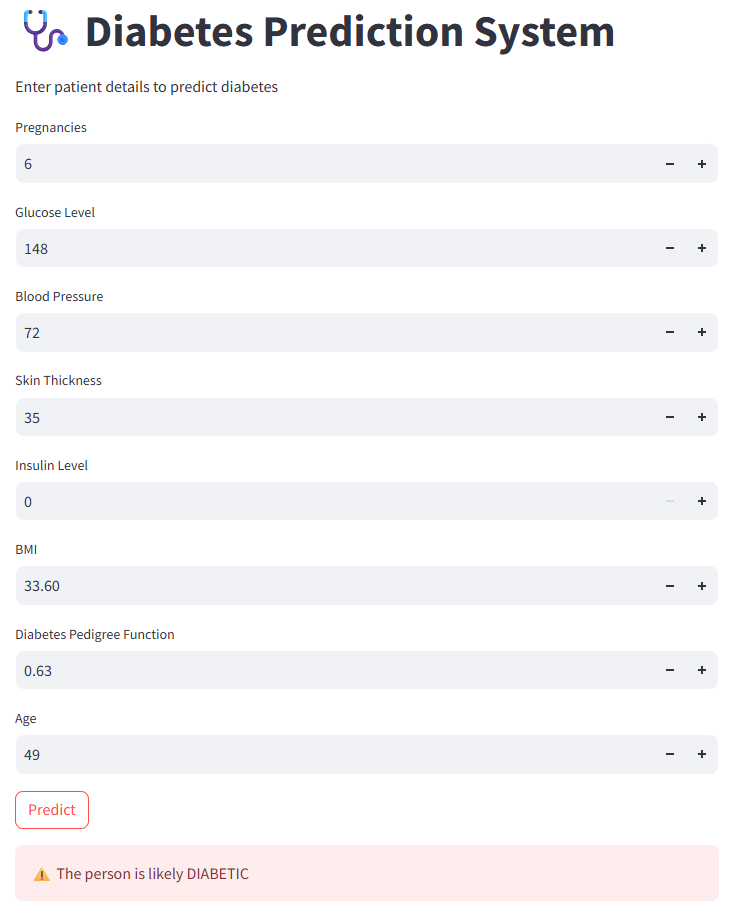 Diabetes Prediction System
Enter patient details to predict diabetes
Pregnancies
6
Glucose Level
148
Blood Pressure
72
Skin Thickness
35
Insulin Level
0
BMI
33.60
Diabetes Pedigree Function
0.63
Age
49
Predict
The person is likely DIABETIC